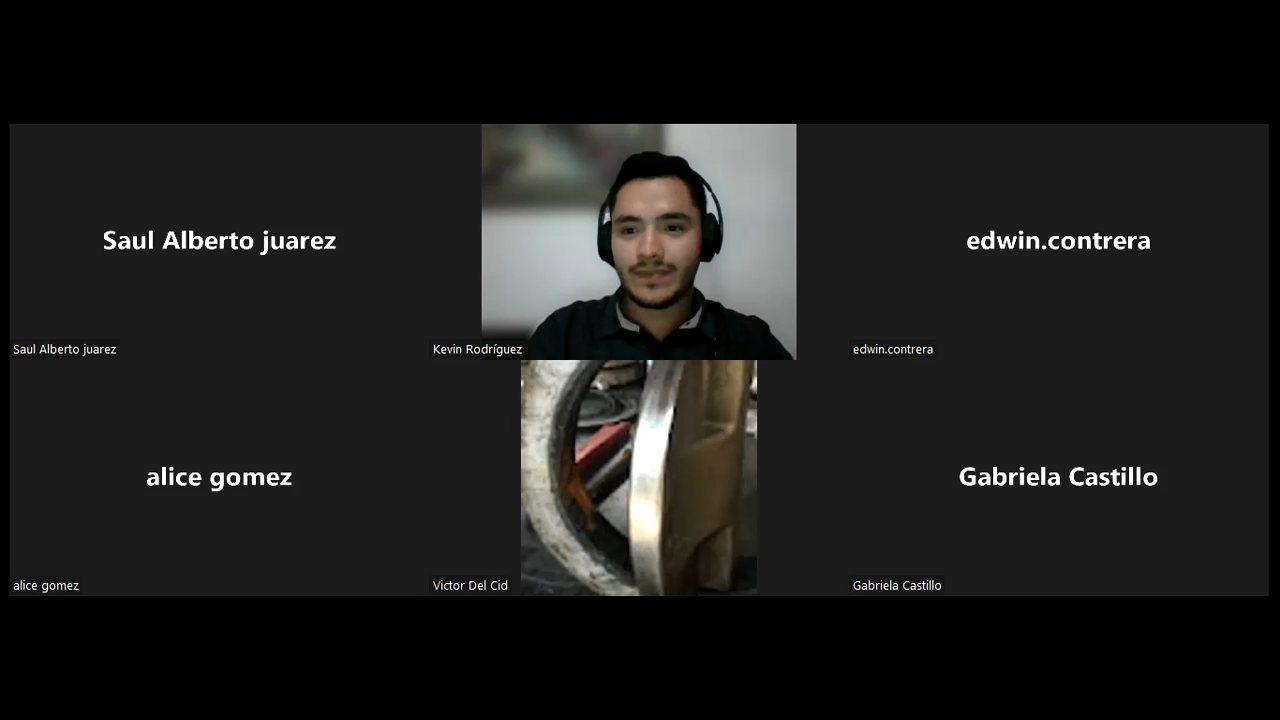 Saul Alberto juarez
edwin.contrera
Saul Alberto juarez
Kevin Rodríguez
edwin.contrera
alice gomez
Gabriela Castillo
alice gomez
Victor Del Cid
Gabriela Castillo